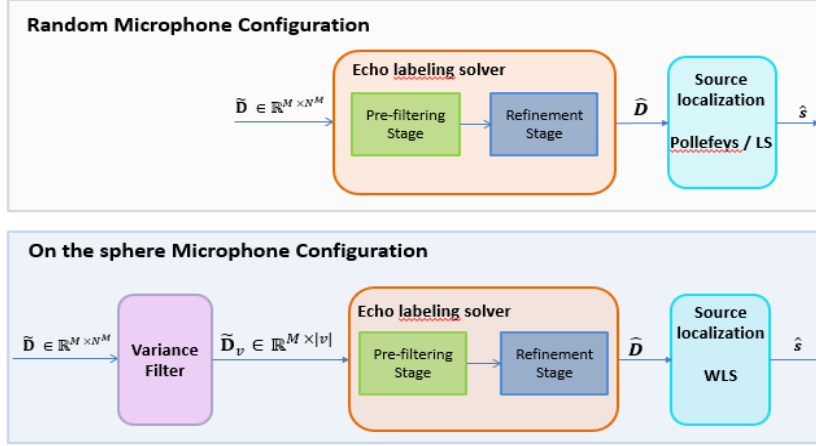 Random Microphone Configuration
Echo labeling solver
D̃ ∈ ℝ^{M×N^M}
Pre-filtering
Stage
Refinement
Stage
D̂
Source
localization
Pollefeys / LS
ŝ
On the sphere Microphone Configuration
D̃ ∈ ℝ^{M×N^M}
Variance
Filter
D̃_v ∈ ℝ^{M×|v|}
Echo labeling solver
Pre-filtering
Stage
Refinement
Stage
D̂
Source
localization
WLS
ŝ